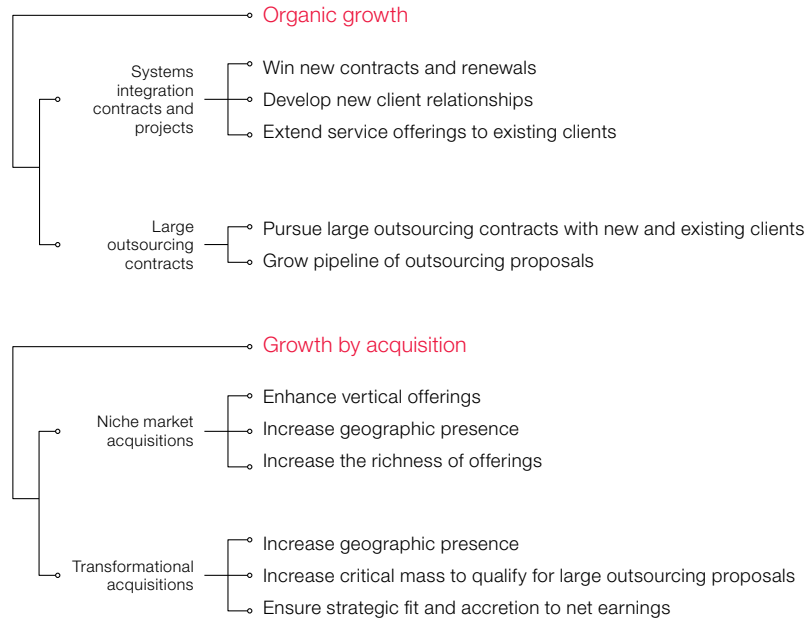 Organic growth
Systems
integration
contracts and
projects
Win new contracts and renewals
Develop new client relationships
Extend service offerings to existing clients
Large
outsourcing
contracts
Pursue large outsourcing contracts with new and existing clients
Grow pipeline of outsourcing proposals
Growth by acquisition
Niche market
acquisitions
Enhance vertical offerings
Increase geographic presence
Increase the richness of offerings
Transformational
acquisitions
Increase geographic presence
Increase critical mass to qualify for large outsourcing proposals
Ensure strategic fit and accretion to net earnings